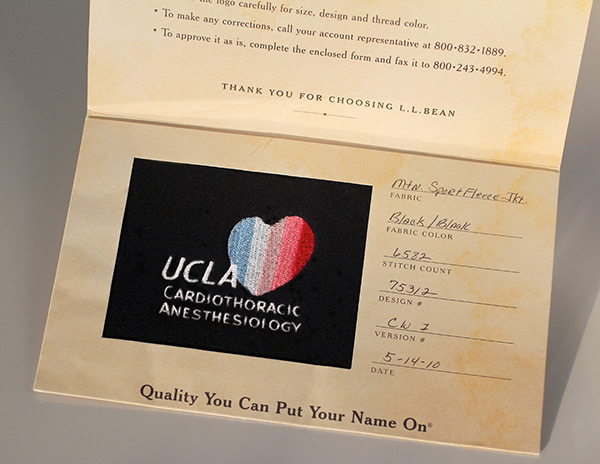 the logo carefully for size, design and thread color.
• To make any corrections, call your account representative at 800•832•1889.
• To approve it as is, complete the enclosed form and fax it to 800•243•4994.
THANK YOU FOR CHOOSING L.L.BEAN
UCLA
CARDIOTHORACIC
ANESTHESIOLOGY
Mtn. Sport Fleece Jkt.
FABRIC
Black/Black
FABRIC COLOR
6582
STITCH COUNT
75312
DESIGN #
CW 1
VERSION #
5-14-10
DATE
Quality You Can Put Your Name On®